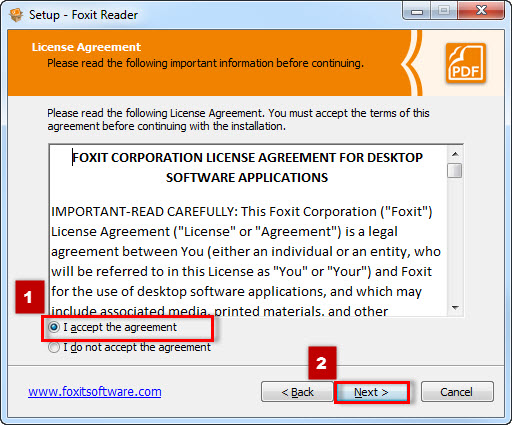 Setup - Foxit Reader
License Agreement
Please read the following important information before continuing.
PDF
Please read the following License Agreement. You must accept the terms of this
agreement before continuing with the installation.
FOXIT CORPORATION LICENSE AGREEMENT FOR DESKTOP
SOFTWARE APPLICATIONS
IMPORTANT-READ CAREFULLY: This Foxit Corporation ("Foxit")
License Agreement ("License" or "Agreement") is a legal
agreement between You (either an individual or an entity, who
will be referred to in this License as "You" or "Your") and Foxit
for the use of desktop software applications, and which may
include associated media, printed materials, and other
1
I accept the agreement
I do not accept the agreement
2
www.foxitsoftware.com
< Back
Next >
Cancel